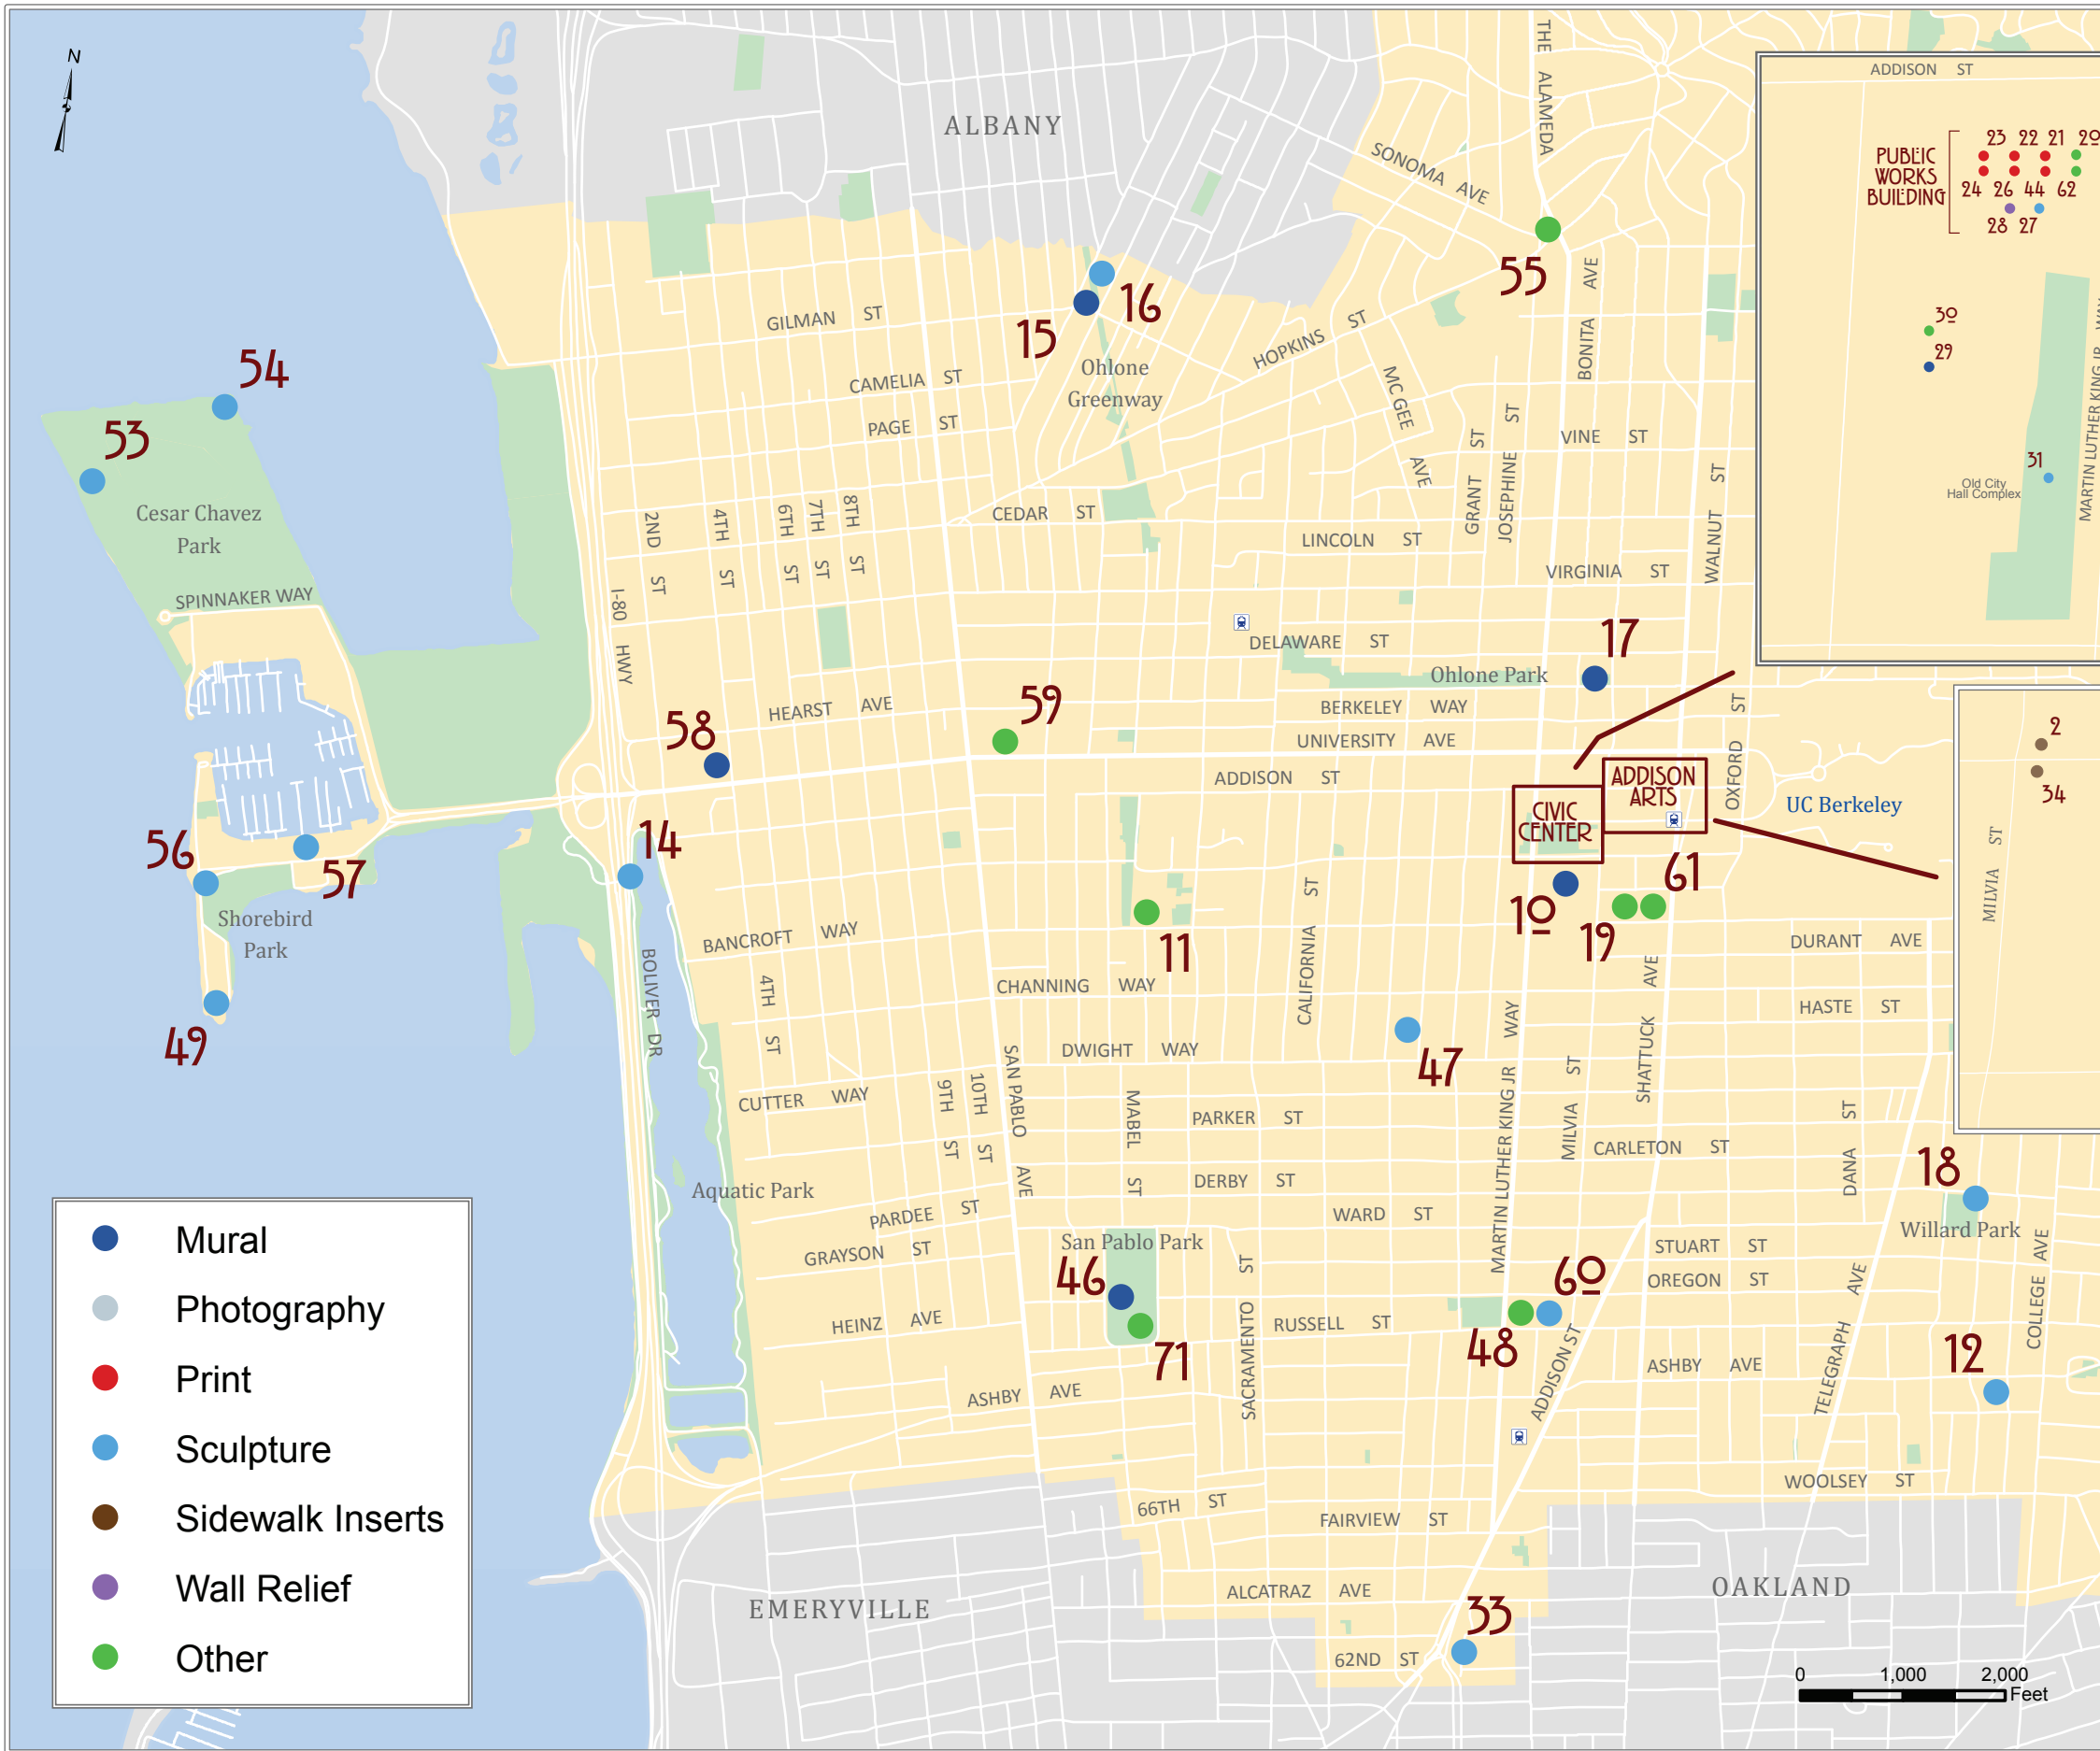 N
ALBANY
THE ALAMEDA
SONOMA AVE
55
BONITA AVE
16
15
GILMAN ST
Ohlone
Greenway
HOPKINS ST
CAMELIA ST
PAGE ST
MC GEE AVE
GRANT ST
JOSEPHINE ST
VINE ST
WALNUT ST
54
53
Cesar Chavez
Park
SPINNAKER WAY
2ND ST
4TH ST
6TH ST
7TH ST
8TH ST
CEDAR ST
LINCOLN ST
VIRGINIA ST
I-80 HWY
DELAWARE ST
Ohlone Park
17
HEARST AVE
58
59
BERKELEY WAY
UNIVERSITY AVE
ADDISON ST
OXFORD ST
ADDISON
ARTS
CIVIC
CENTER
UC Berkeley
56
57
Shorebird
Park
49
14
BOLIVER DR
BANCROFT WAY
4TH ST
11
CALIFORNIA ST
10
19
61
DURANT AVE
CHANNING WAY
HASTE ST
SHATTUCK AVE
47
DWIGHT WAY
CUTTER WAY
9TH ST
10TH ST
SAN PABLO AVE
MABEL ST
PARKER ST
MARTIN LUTHER KING JR WAY
MILVIA ST
CARLETON ST
DANA ST
18
Willard Park
Aquatic Park
DERBY ST
PARDEE ST
WARD ST
GRAYSON ST
San Pablo Park
46
71
SACRAMENTO ST
STUART ST
OREGON ST
60
48
HEINZ AVE
RUSSELL ST
ADDISON ST
ASHBY AVE
ASHBY AVE
TELEGRAPH AVE
COLLEGE AVE
12
WOOLSEY ST
66TH ST
FAIRVIEW ST
ALCATRAZ AVE
EMERYVILLE
OAKLAND
33
62ND ST
0 1,000 2,000
Feet
ADDISON ST
PUBLIC
WORKS
BUILDING
23 22 21 20
24 26 44 62
28 27
30
29
31
Old City
Hall Complex
MARTIN LUTHER KING JR WAY
2
34
MILVIA ST
Mural
Photography
Print
Sculpture
Sidewalk Inserts
Wall Relief
Other